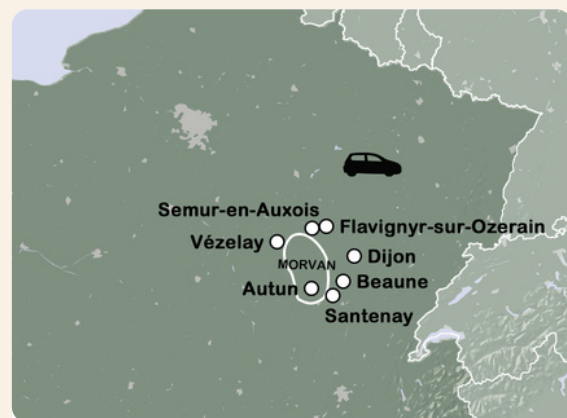 Semur-en-Auxois
Flavignyr-sur-Ozerain
Vézelay
Dijon
MORVAN
Beaune
Autun
Santenay